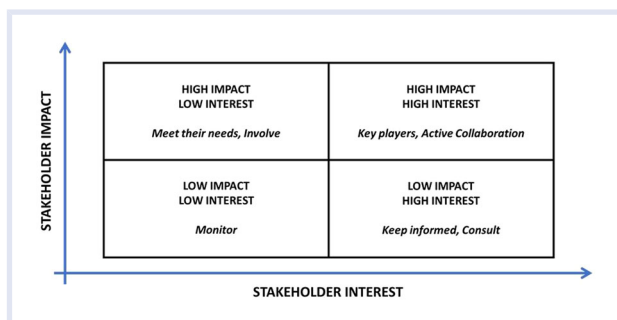 STAKEHOLDER IMPACT
HIGH IMPACT
LOW INTEREST
Meet their needs, Involve
HIGH IMPACT
HIGH INTEREST
Key players, Active Collaboration
LOW IMPACT
LOW INTEREST
Monitor
LOW IMPACT
HIGH INTEREST
Keep informed, Consult
STAKEHOLDER INTEREST